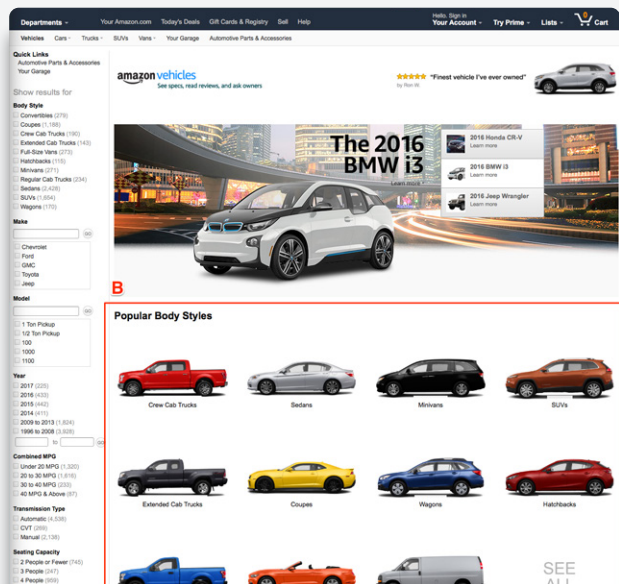 Departments
Your Amazon.com Today's Deals Gift Cards & Registry Sell Help
Hello. Sign in
Your Account
Try Prime
Lists
0
Cart
Vehicles Cars Trucks SUVs Vans Your Garage Automotive Parts & Accessories
Quick Links
Automotive Parts & Accessories
Your Garage
Show results for
Body Style
Convertibles (279)
Coupes (1,188)
Crew Cab Trucks (190)
Extended Cab Trucks (143)
Full-Size Vans (273)
Hatchbacks (115)
Minivans (271)
Regular Cab Trucks (234)
Sedans (2,428)
SUVs (1,664)
Wagons (170)
Make
GO
Chevrolet
Ford
GMC
Toyota
Jeep
Model
GO
1 Ton Pickup
1/2 Ton Pickup
100
1000
1100
Year
2017 (225)
2016 (433)
2015 (442)
2014 (411)
2009 to 2013 (1,824)
1996 to 2008 (3,828)
to
GO
Combined MPG
Under 20 MPG (1,320)
20 to 30 MPG (1,616)
30 to 40 MPG (233)
40 MPG & Above (87)
Transmission Type
Automatic (4,538)
CVT (269)
Manual (2,136)
Seating Capacity
2 People or Fewer (745)
3 People (247)
4 People (959)
amazon vehicles
See specs, read reviews, and ask owners
"Finest vehicle I've ever owned"
by Ron W.
The 2016
BMW i3
Learn more
2016 Honda CR-V
Learn more
2016 BMW i3
Learn more
2016 Jeep Wrangler
Learn more
B
Popular Body Styles
Crew Cab Trucks Sedans Minivans SUVs
Extended Cab Trucks Coupes Wagons Hatchbacks
SEE
ALL